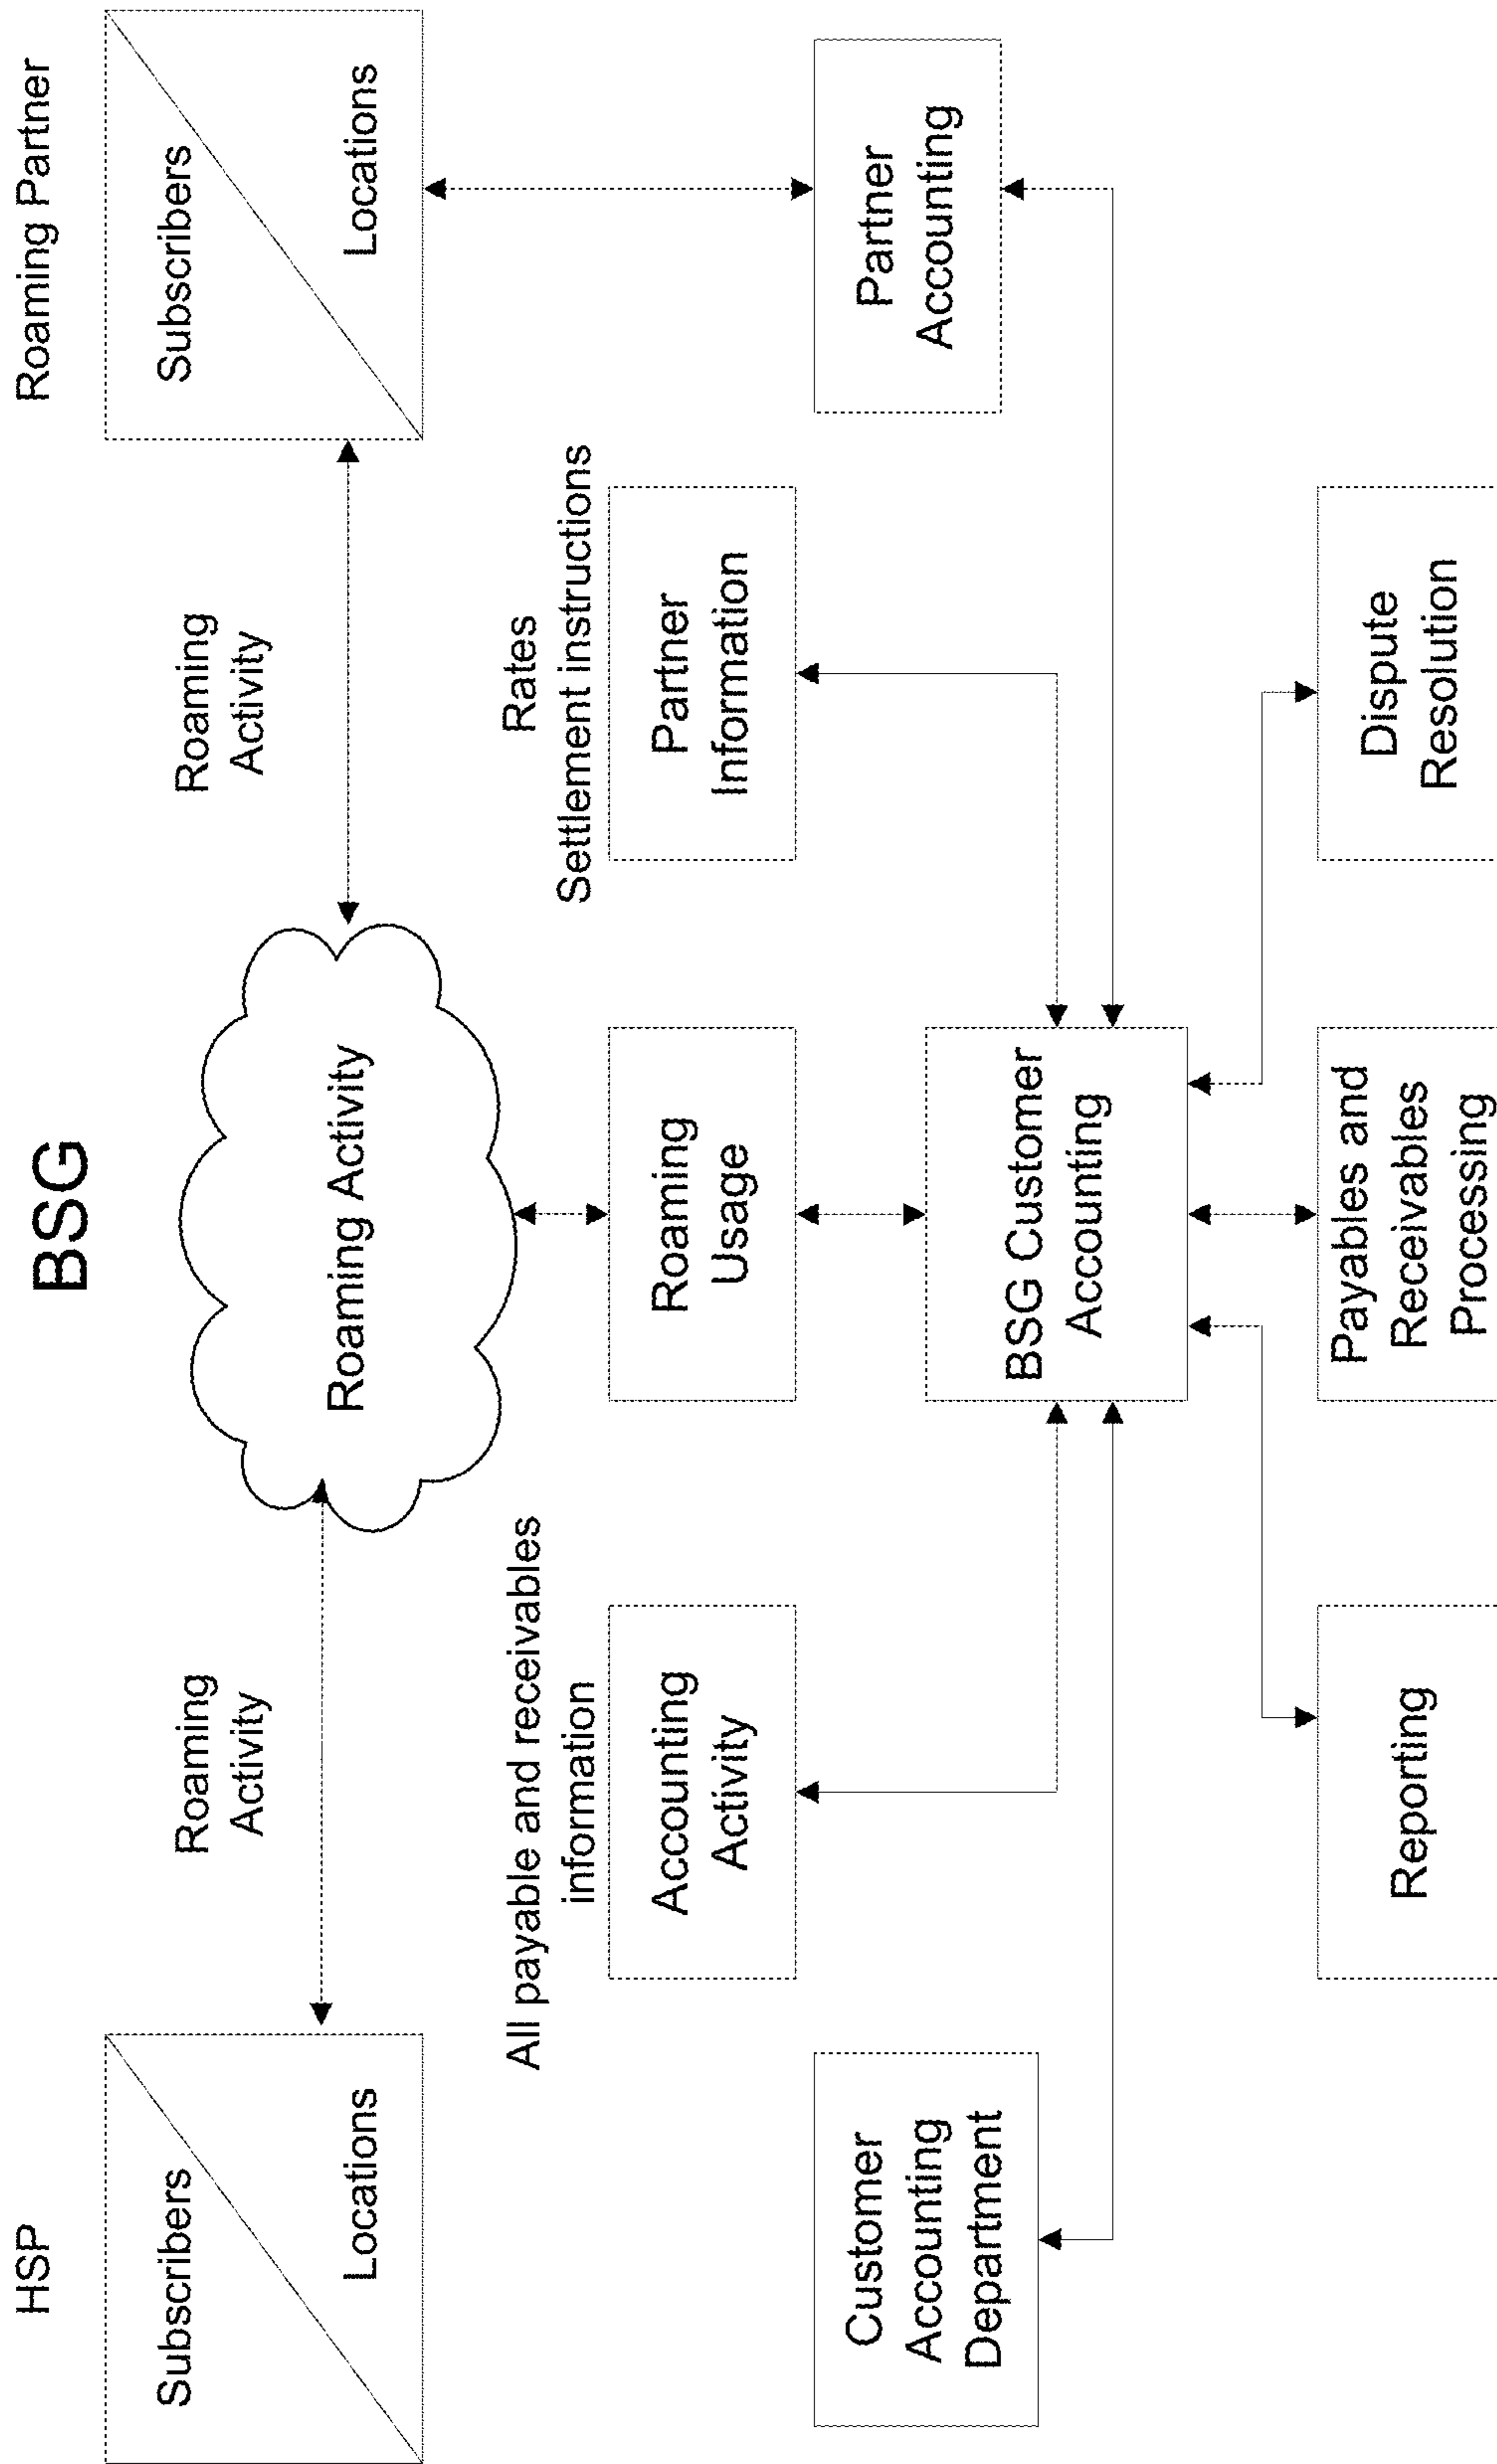 HSP
BSG
Roaming Partner
Subscribers
Locations
Roaming
Activity
Roaming Activity
Roaming
Activity
Subscribers
Locations
All payable and receivables
information
Rates
Settlement instructions
Accounting
Activity
Roaming
Usage
Partner
Information
Customer
Accounting
Department
BSG Customer
Accounting
Partner
Accounting
Reporting
Payables and
Receivables
Processing
Dispute
Resolution